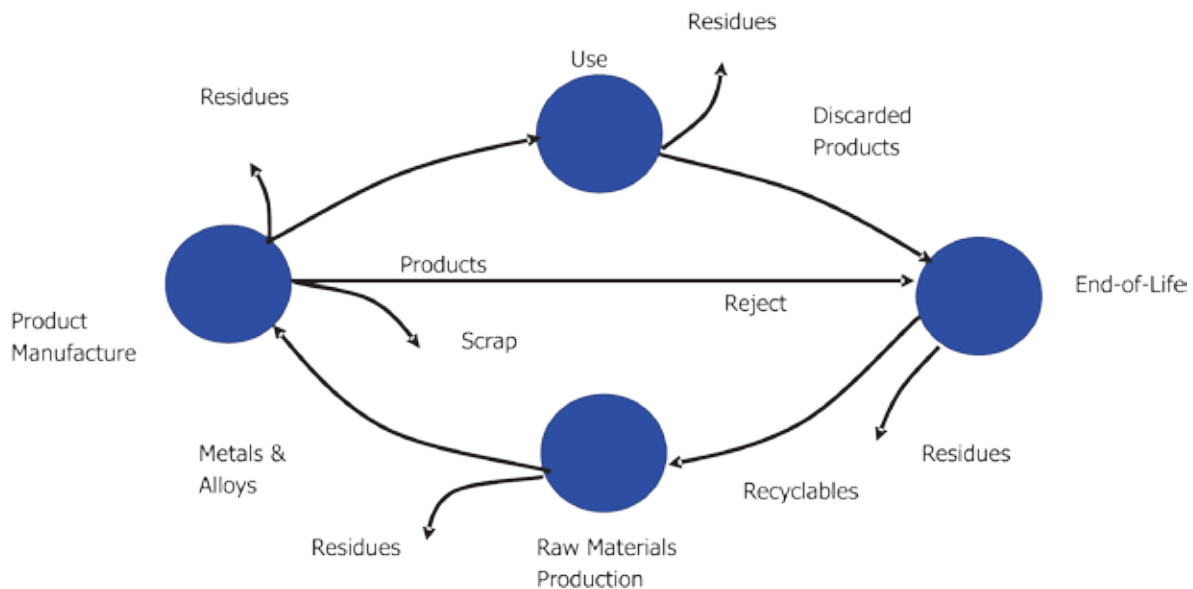 Residues
Use
Residues
Discarded
Products
Products
Reject
End-of-Life
Product
Manufacture
Scrap
Metals &
Alloys
Residues
Recyclables
Residues
Raw Materials
Production